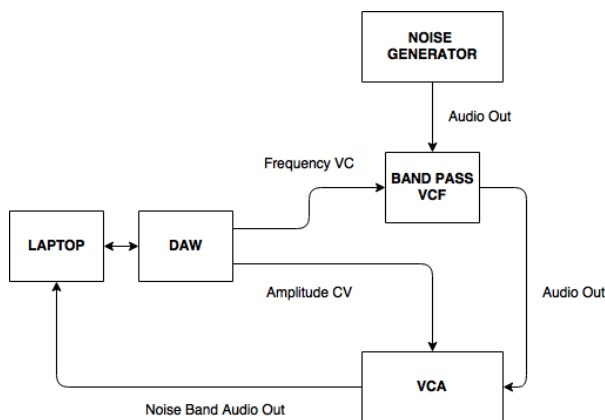 NOISE
GENERATOR
Audio Out
Frequency VC
BAND PASS
VCF
LAPTOP
DAW
Amplitude CV
Audio Out
VCA
Noise Band Audio Out